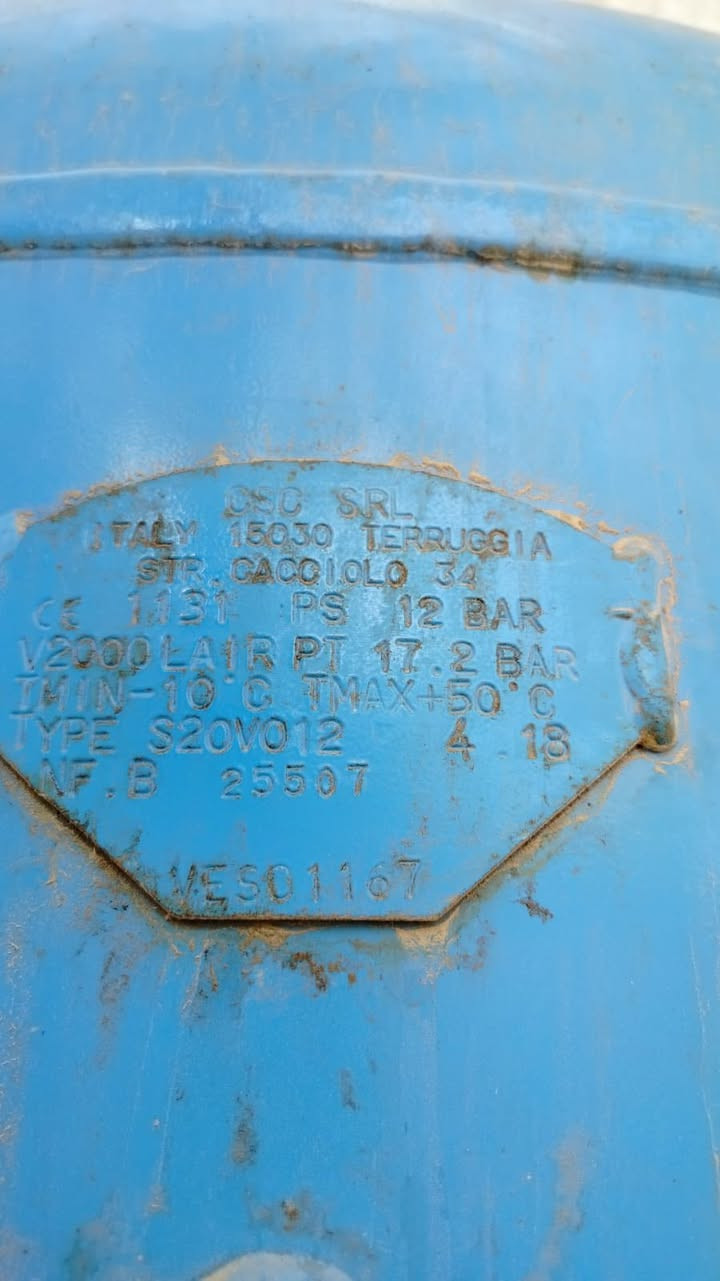 CSC SRL
ITALY 15030 TERRUGGIA
STR. CACCIOLO 34
CE 1131 PS 12 BAR
V2000 L AIR PT 17.2 BAR
TMIN-10°C TMAX+50°C
TYPE S20V012 4 18
NF.B 25507
VES01167